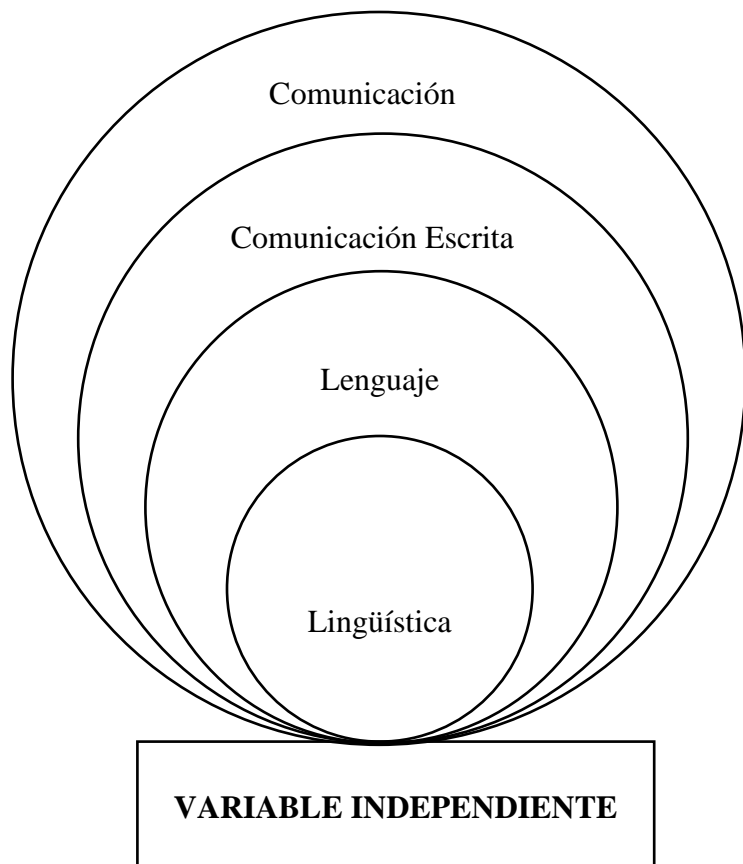 Comunicación
Comunicación Escrita
Lenguaje
Lingüística
VARIABLE INDEPENDIENTE